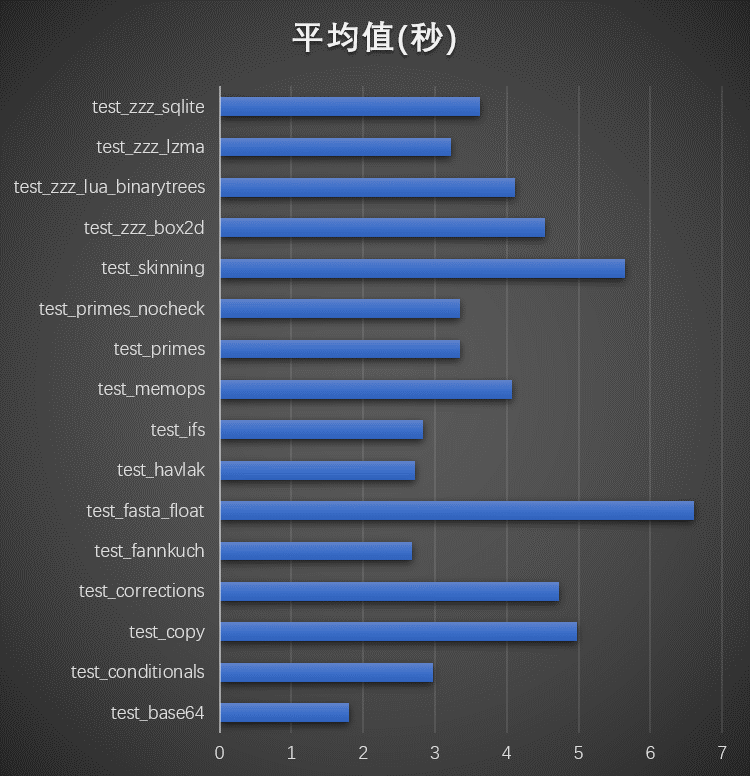 平均值(秒)
test_zzz_sqlite
test_zzz_lzma
test_zzz_lua_binarytrees
test_zzz_box2d
test_skinning
test_primes_nocheck
test_primes
test_memops
test_ifs
test_havlak
test_fasta_float
test_fannkuch
test_corrections
test_copy
test_conditionals
test_base64
0 1 2 3 4 5 6 7